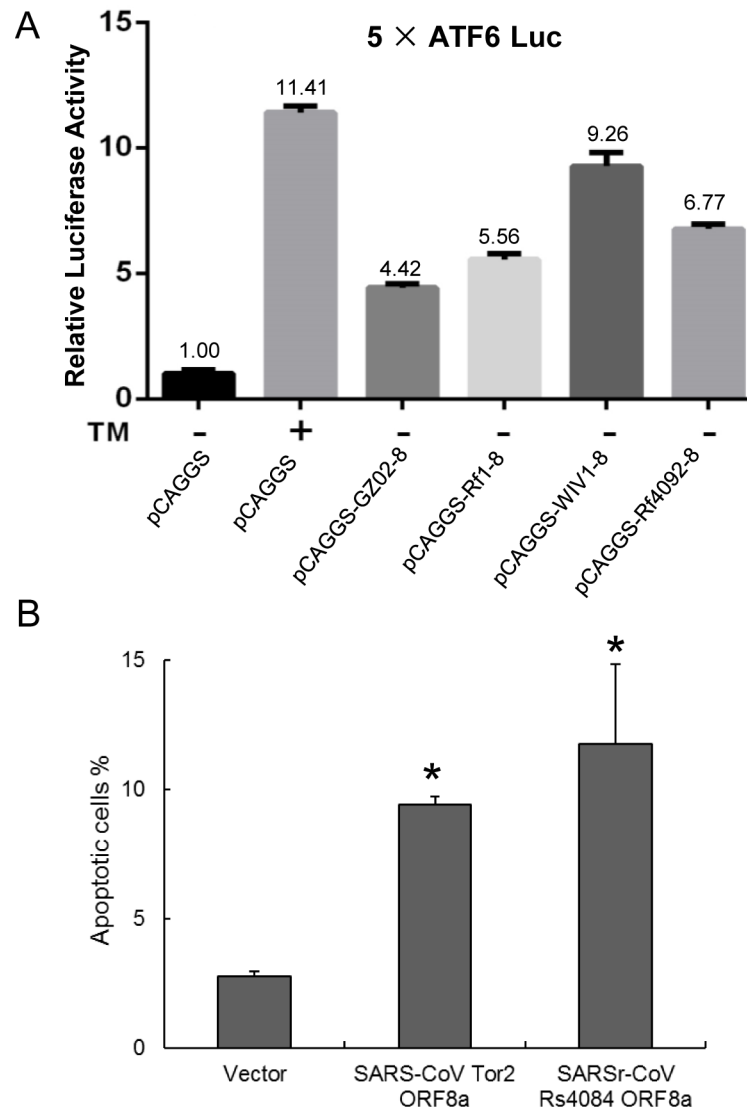 A
5 × ATF6 Luc
Relative Luciferase Activity
15
10
5
0
1.00
11.41
4.42
5.56
9.26
6.77
TM - + - - - -
pCAGGS
pCAGGS
pCAGGS-GZ02-8
pCAGGS-Rf1-8
pCAGGS-WIV1-8
pCAGGS-Rf4092-8
B
Apoptotic cells %
15
10
5
0
*
*
Vector
SARS-CoV Tor2
ORF8a
SARSr-CoV
Rs4084 ORF8a